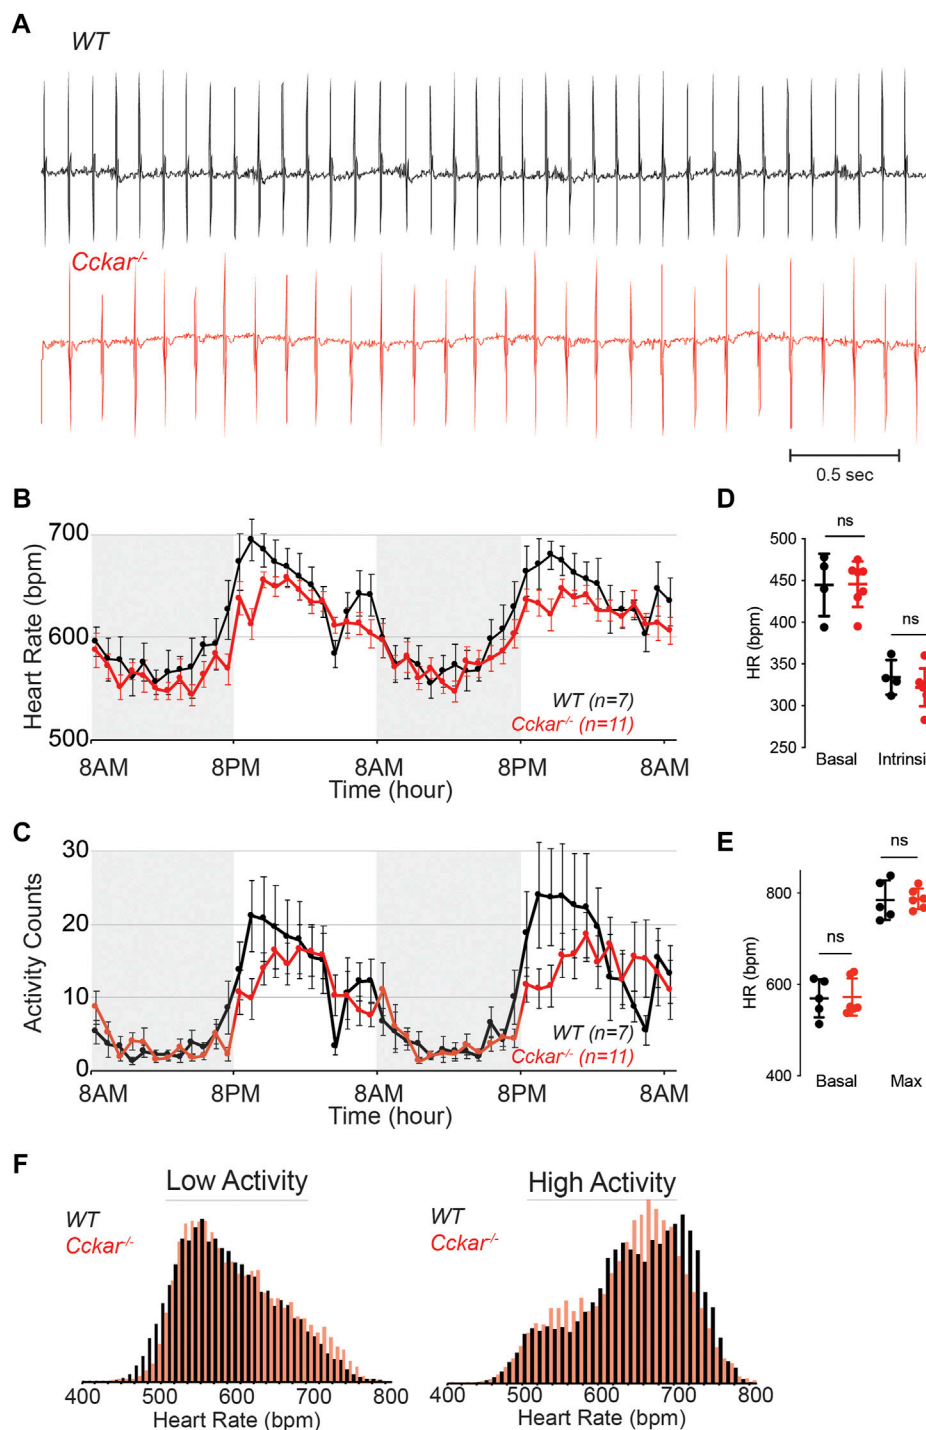 A
WT
Cckar-/-
0.5 sec
B
700
600
500
Heart Rate (bpm)
WT (n=7)
Cckar-/- (n=11)
8AM 8PM 8AM 8PM 8AM
Time (hour)
D
ns
500
450
400
350
300
250
HR (bpm)
ns
Basal Intrinsi
C
30
20
10
0
Activity Counts
WT (n=7)
Cckar-/- (n=11)
8AM 8PM 8AM 8PM 8AM
Time (hour)
E
ns
800
600
400
HR (bpm)
ns
Basal Max
F
Low Activity
WT
Cckar-/-
400 500 600 700 800
Heart Rate (bpm)
High Activity
WT
Cckar-/-
400 500 600 700 800
Heart Rate (bpm)